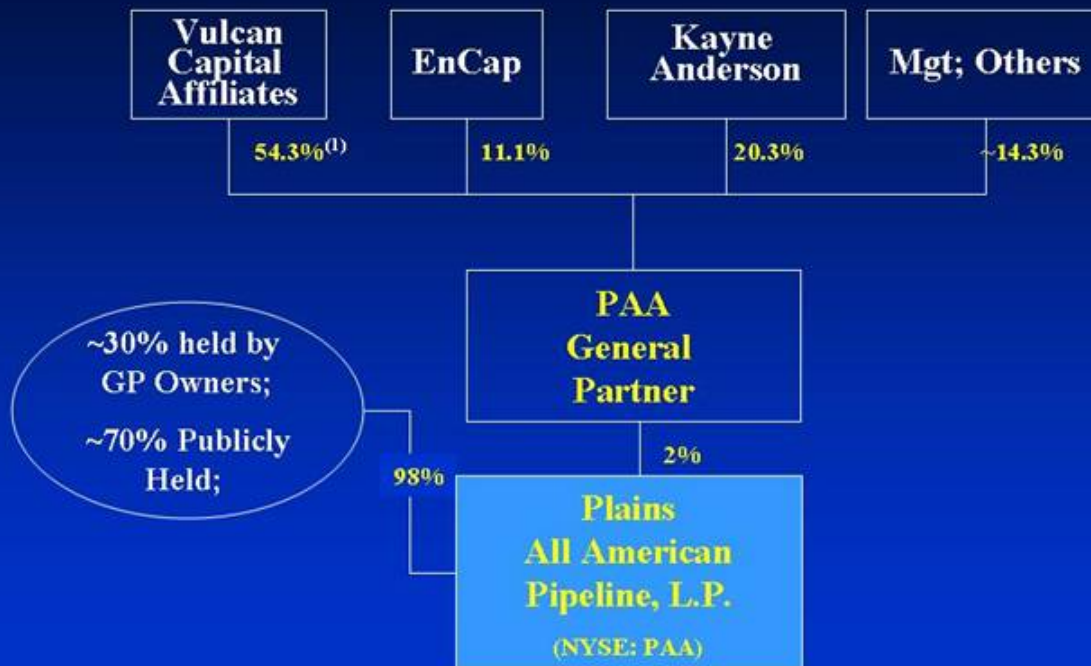 Vulcan
Capital
Affiliates
EnCap
Kayne
Anderson
Mgt; Others
54.3%(1)
11.1%
20.3%
~14.3%
PAA
General
Partner
~30% held by
GP Owners;
~70% Publicly
Held;
2%
98%
Plains
All American
Pipeline, L.P.
(NYSE: PAA)